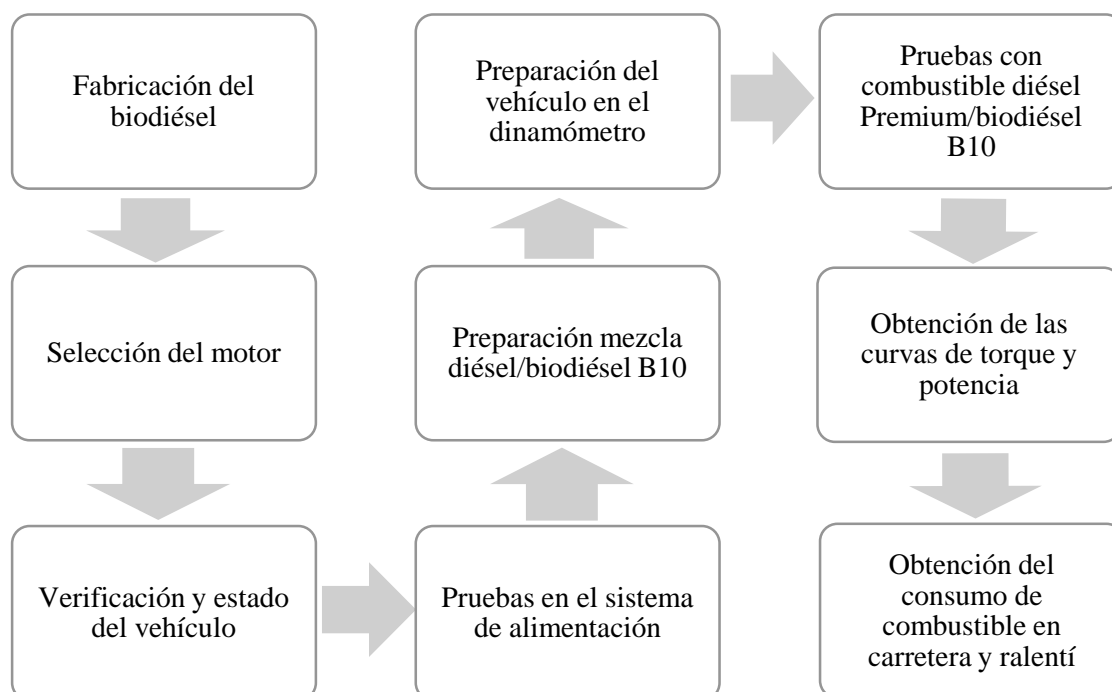 Fabricación del
biodiésel
Selección del motor
Verificación y estado
del vehículo
Pruebas en el sistema
de alimentación
Preparación mezcla
diésel/biodiésel B10
Preparación del
vehículo en el
dinamómetro
Pruebas con
combustible diésel
Premium/biodiésel
B10
Obtención de las
curvas de torque y
potencia
Obtención del
consumo de
combustible en
carretera y ralentí